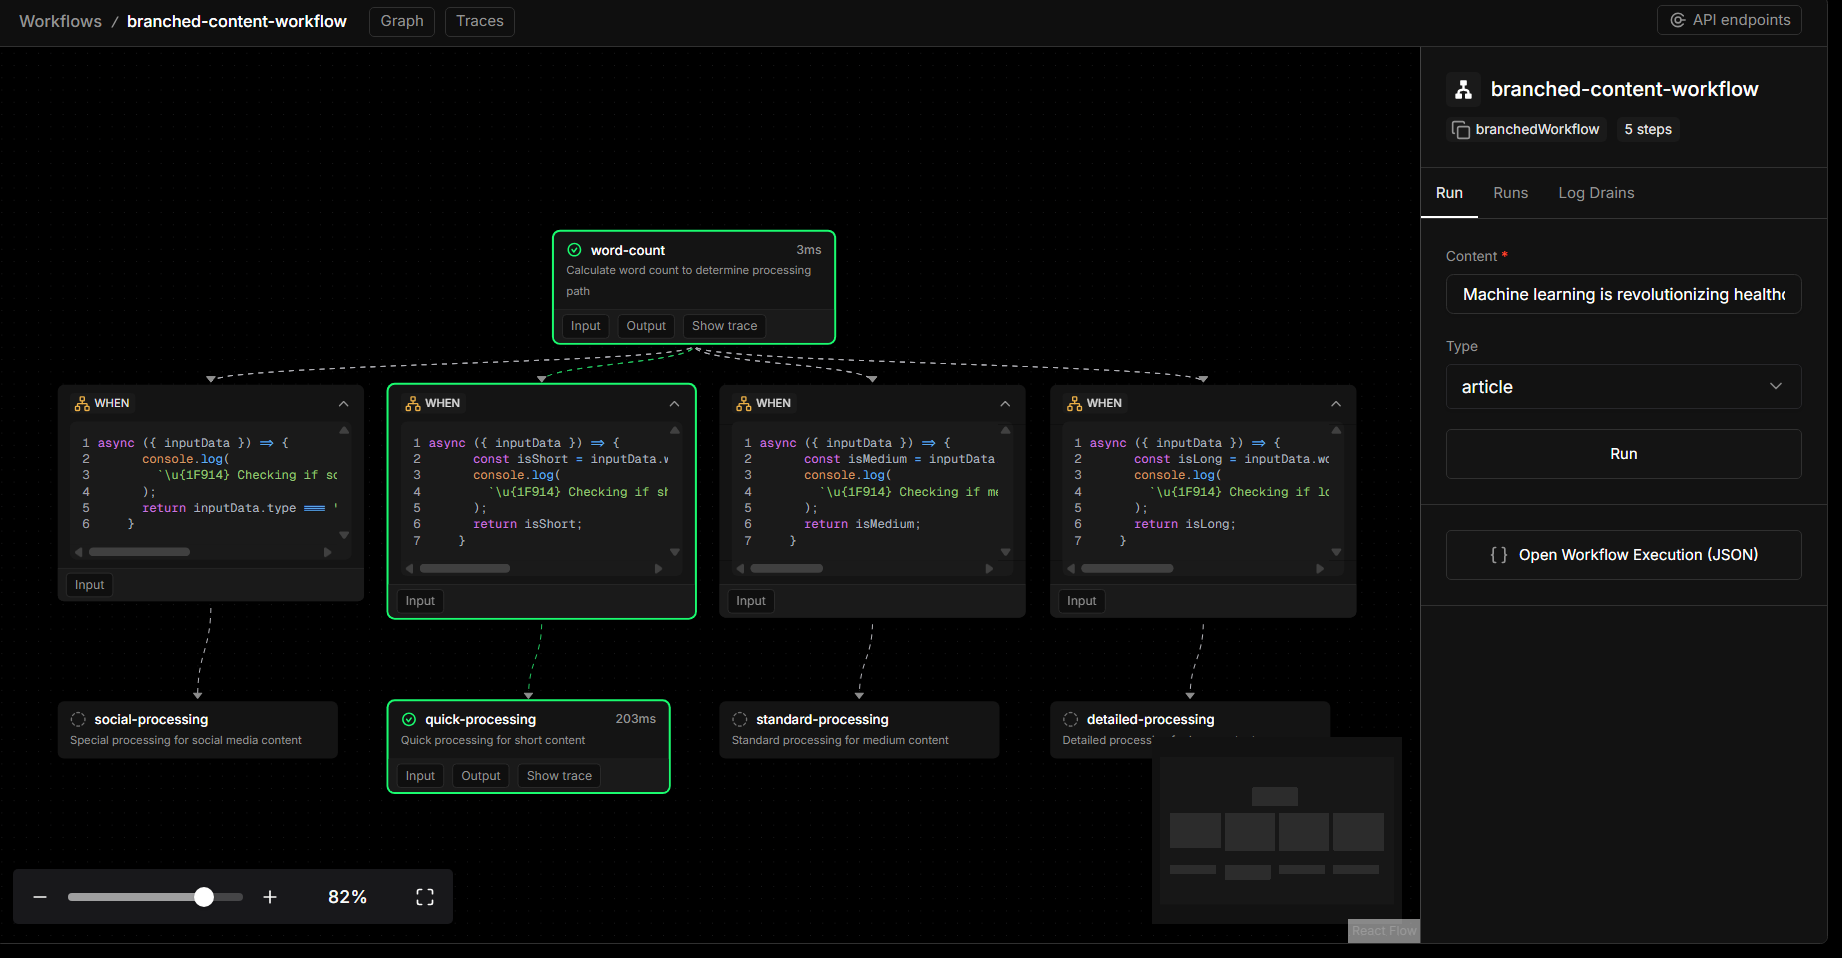 Workflows / branched-content-workflow
Graph
Traces
API endpoints
word-count 3ms
Calculate word count to determine processing
path
Input Output Show trace
WHEN
1 async ({ inputData }) => {
2 console.log(
3 `\u{1F914} Checking if sc
4 );
5 return inputData.type === '
6 }
Input
WHEN
1 async ({ inputData }) => {
2 const isShort = inputData.w
3 console.log(
4 `\u{1F914} Checking if sh
5 );
6 return isShort;
7 }
Input
WHEN
1 async ({ inputData }) => {
2 const isMedium = inputData
3 console.log(
4 `\u{1F914} Checking if me
5 );
6 return isMedium;
7 }
Input
WHEN
1 async ({ inputData }) => {
2 const isLong = inputData.wo
3 console.log(
4 `\u{1F914} Checking if lo
5 );
6 return isLong;
7 }
Input
social-processing
Special processing for social media content
quick-processing 203ms
Quick processing for short content
Input Output Show trace
standard-processing
Standard processing for medium content
detailed-processing
Detailed
82%
React Flow
branched-content-workflow
branchedWorkflow 5 steps
Run Runs Log Drains
Content *
Machine learning is revolutionizing healthc
Type
article
Run
{ } Open Workflow Execution (JSON)